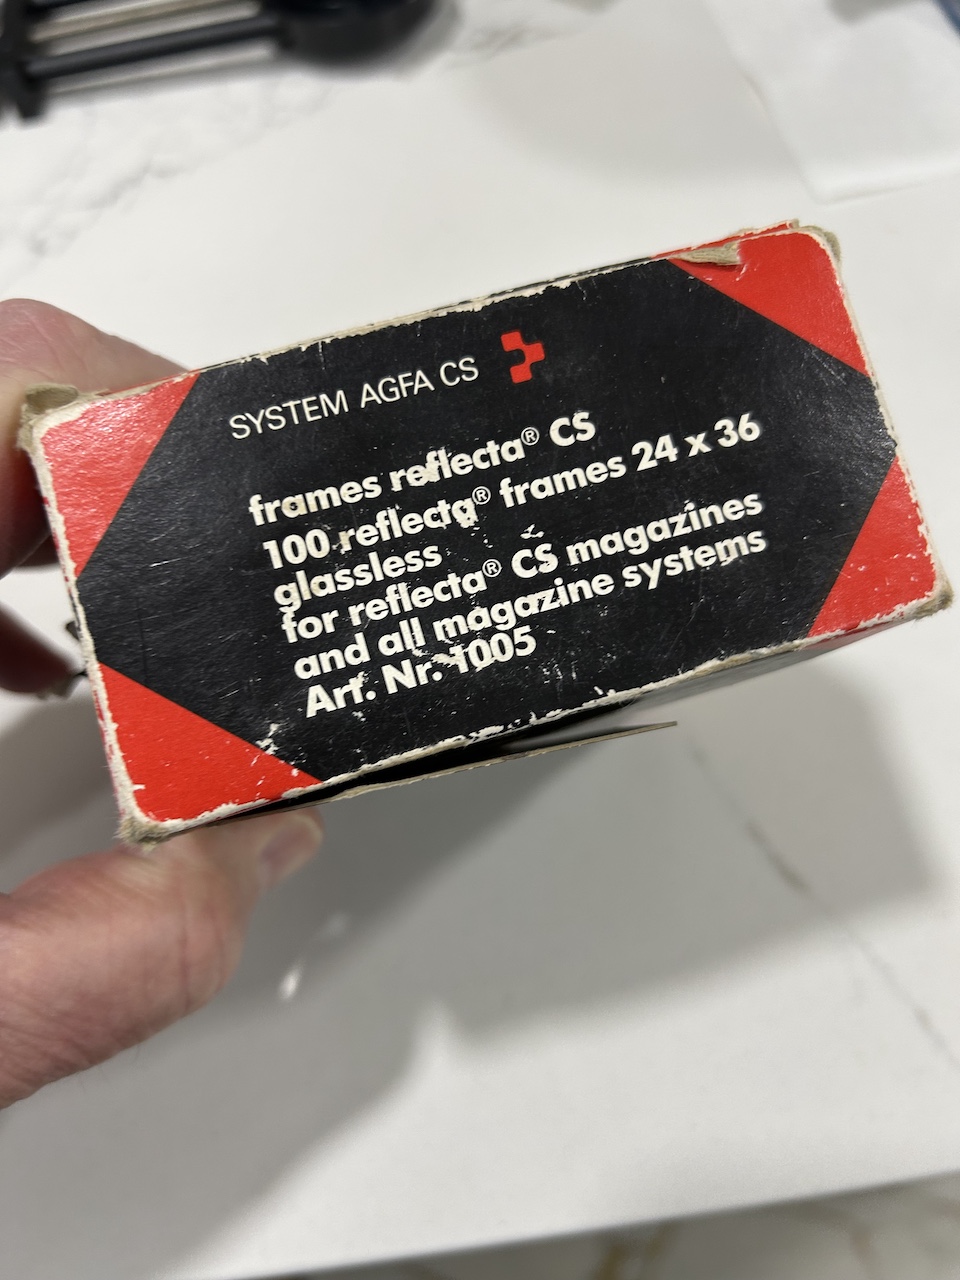 SYSTEM AGFA CS
frames reflecta® CS
100 reflecta® frames 24 x 36
glassless
for reflecta® CS magazines
and all magazine systems
Art. Nr. 1005